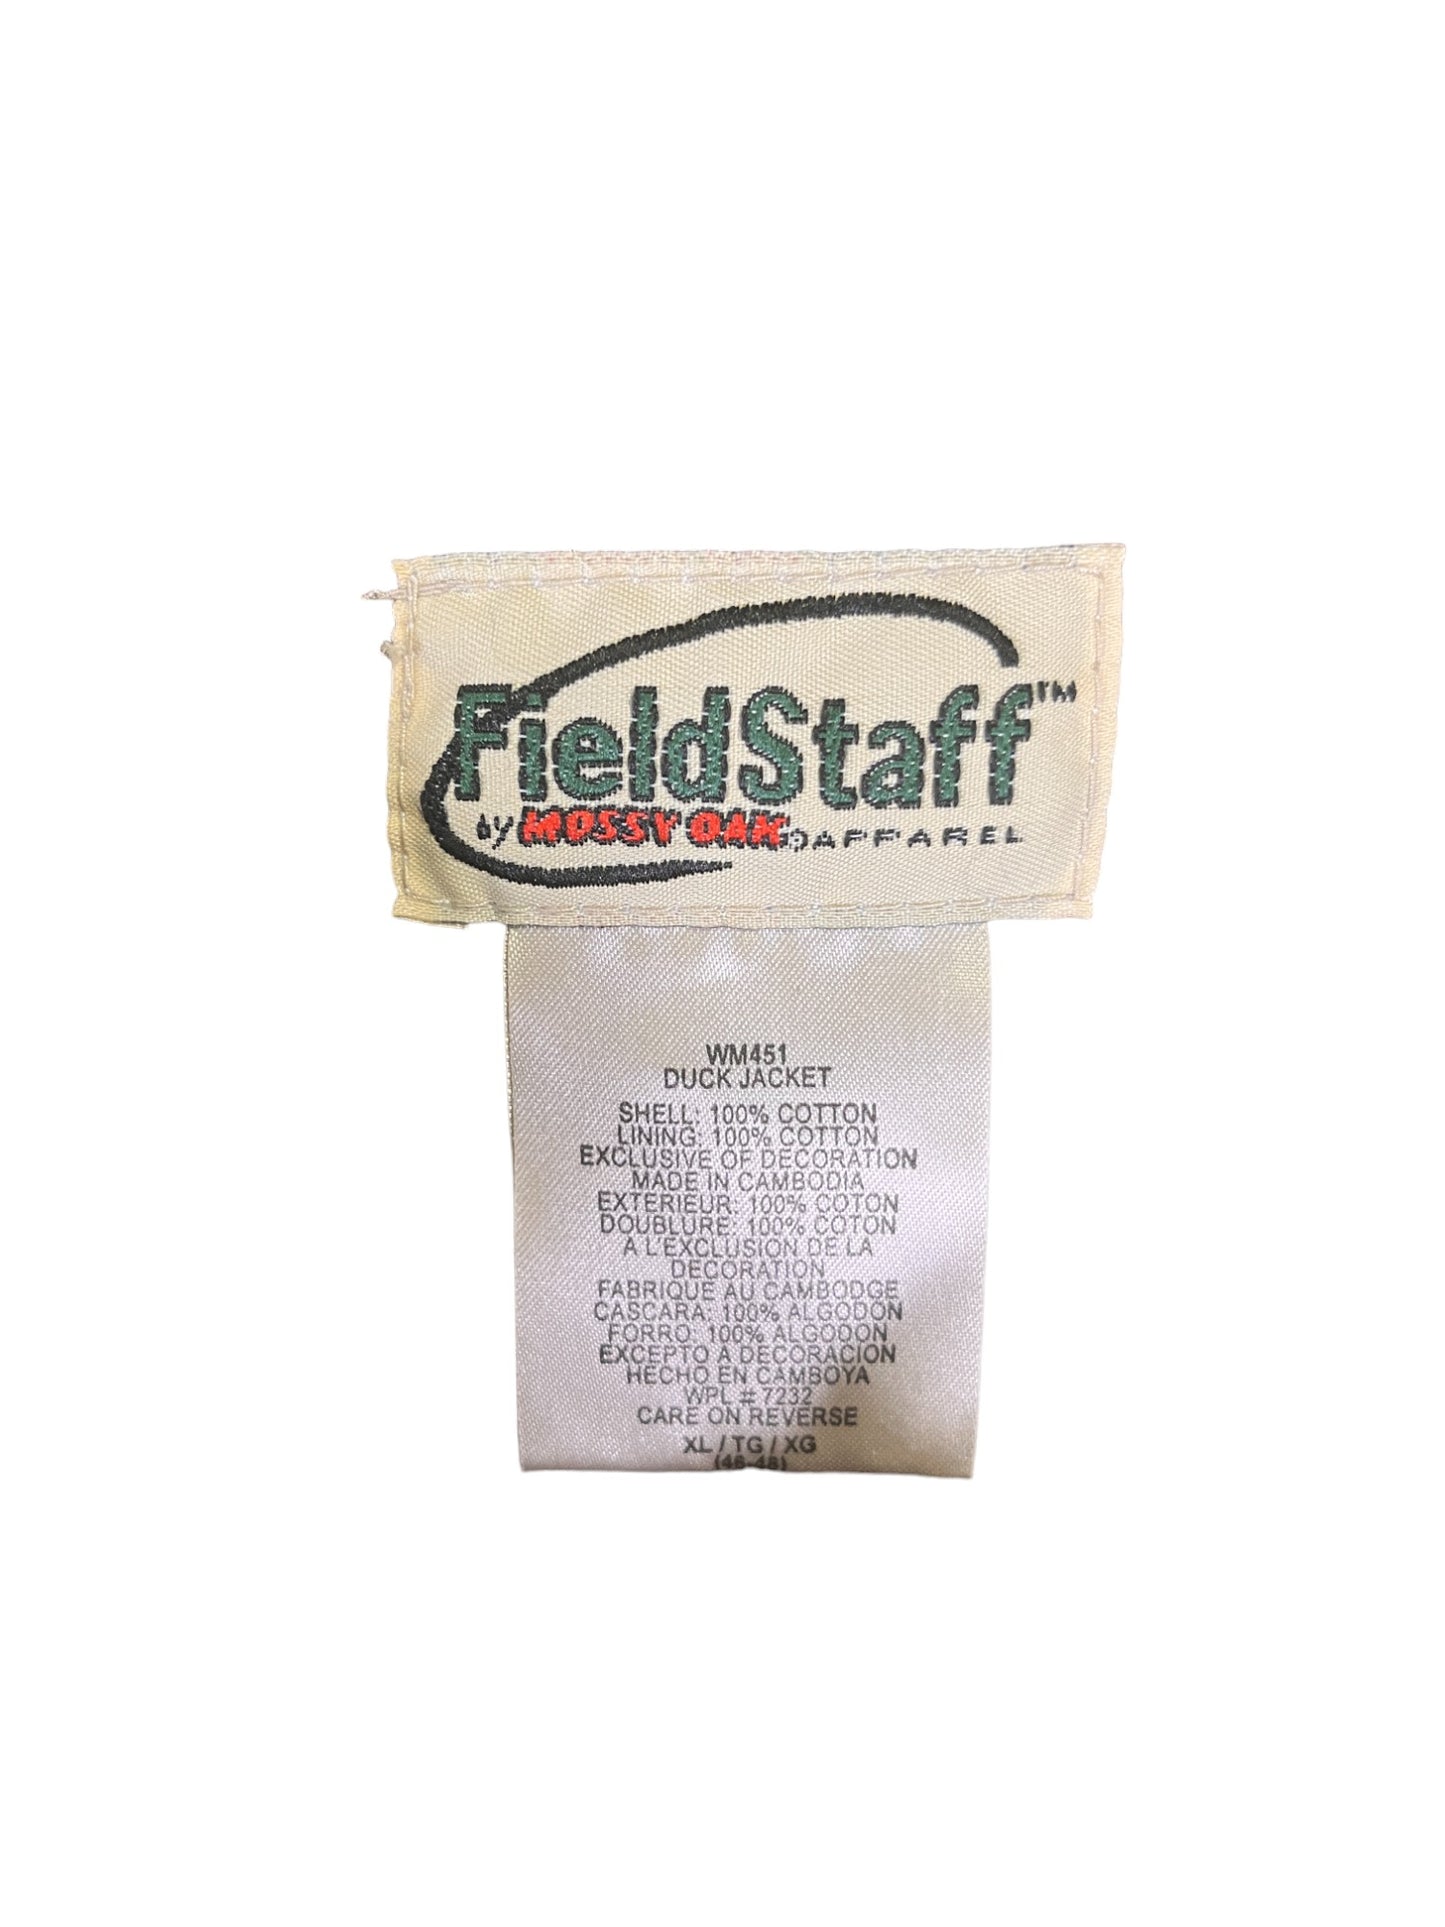 FieldStaff™
by MOSSY OAK® APPAREL
WM451
DUCK JACKET
SHELL: 100% COTTON
LINING: 100% COTTON
EXCLUSIVE OF DECORATION
MADE IN CAMBODIA
EXTERIEUR: 100% COTON
DOUBLURE: 100% COTON
A L'EXCLUSION DE LA
DECORATION
FABRIQUE AU CAMBODGE
CASCARA: 100% ALGODON
FORRO: 100% ALGODON
EXCEPTO A DECORACION
HECHO EN CAMBOYA
WPL # 7232
CARE ON REVERSE
XL / TG / XG